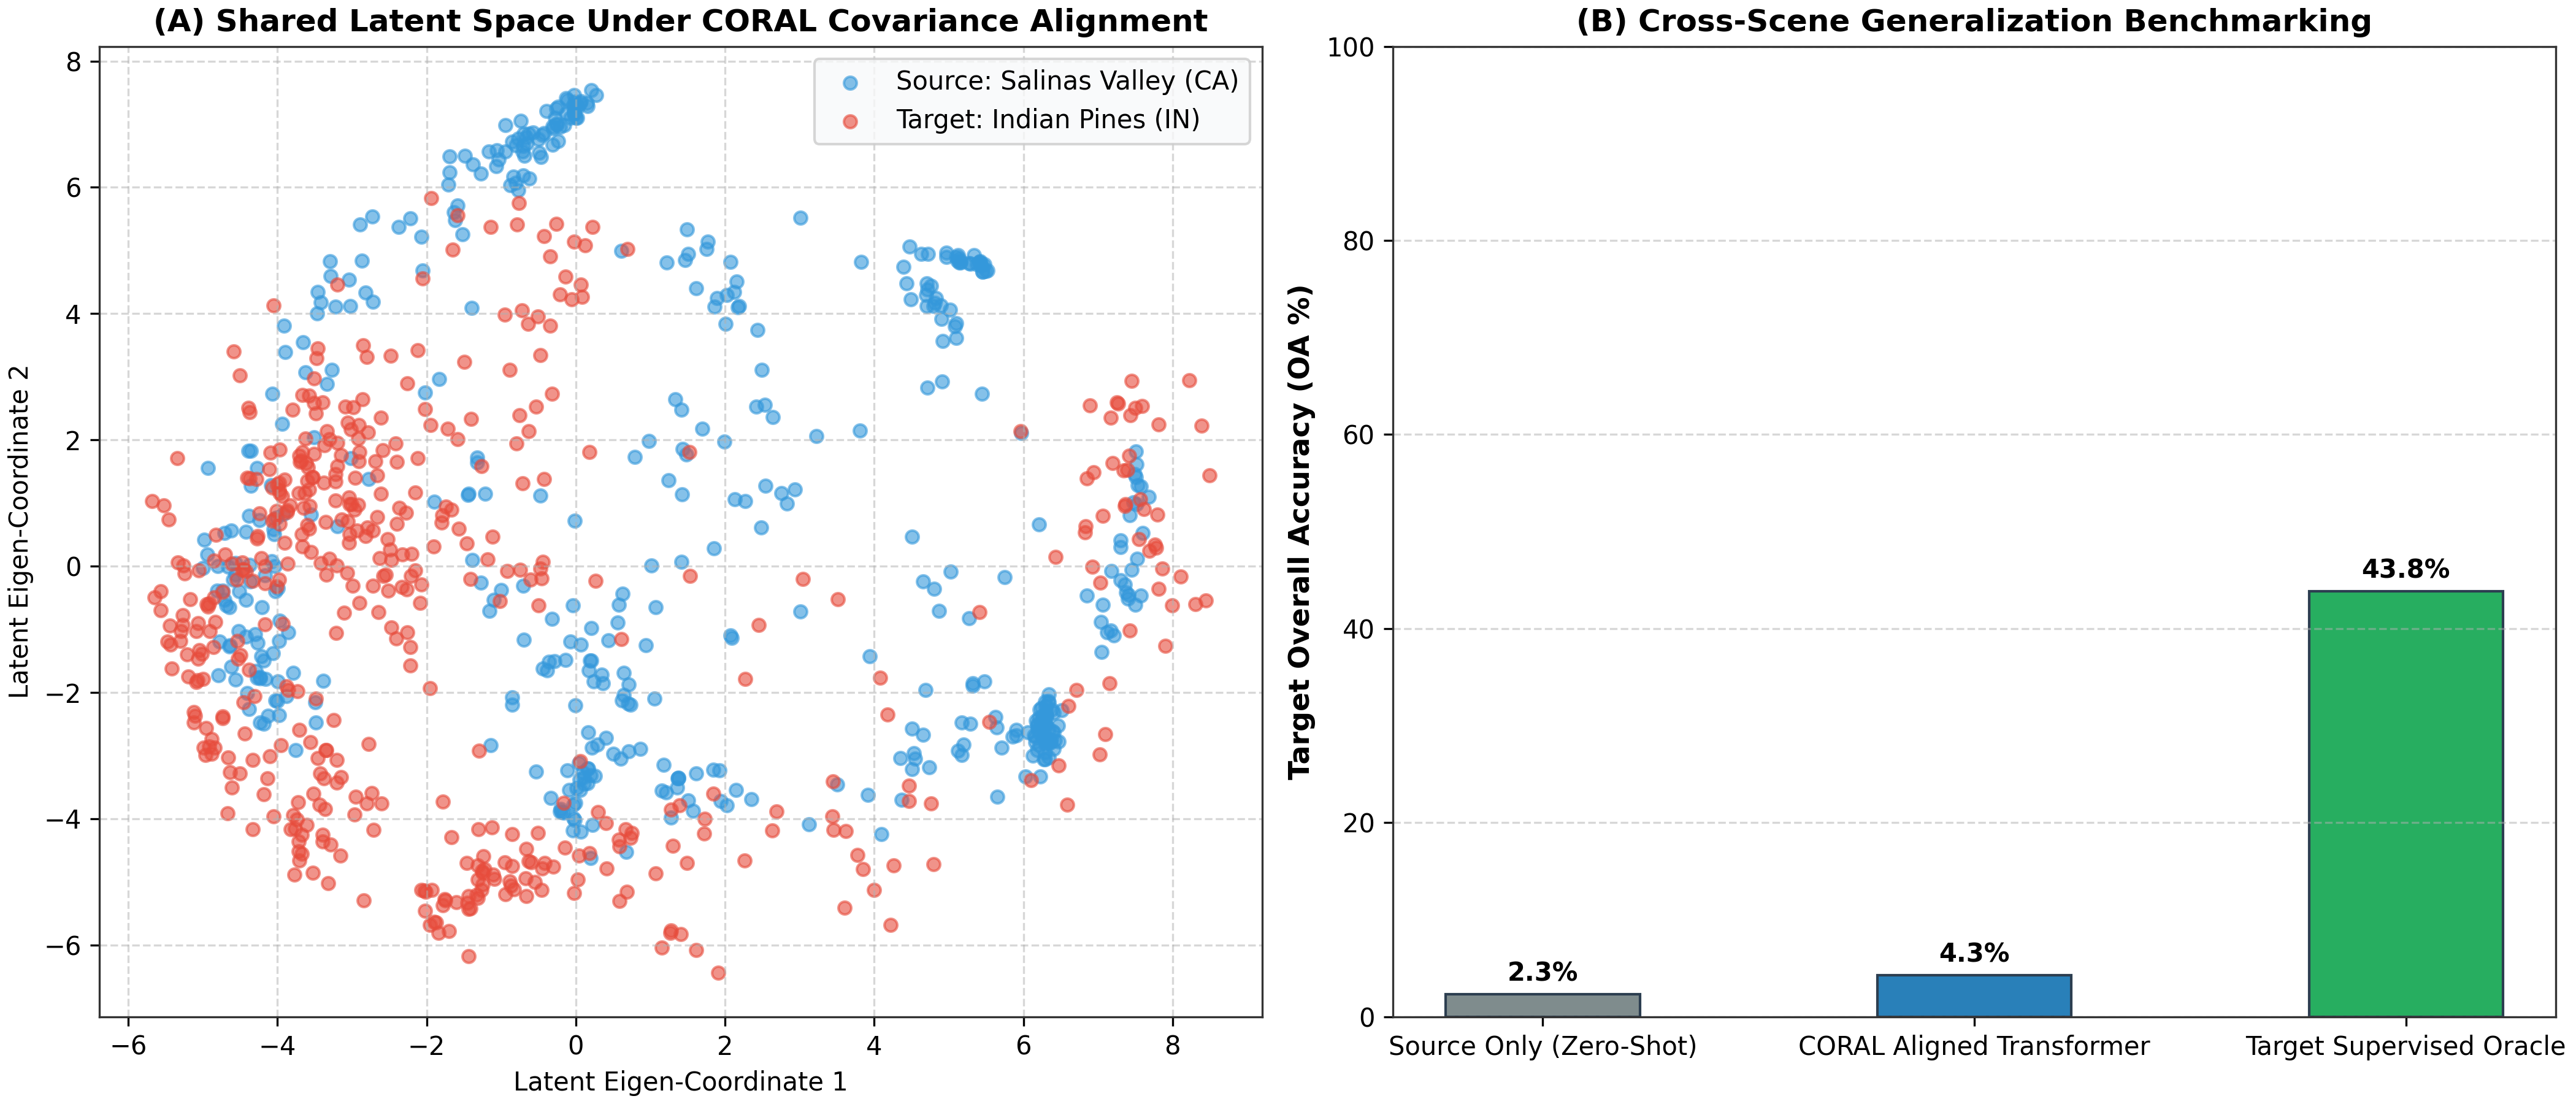 (A) Shared Latent Space Under CORAL Covariance Alignment
Source: Salinas Valley (CA)
Target: Indian Pines (IN)
8
6
4
2
0
−2
−4
−6
Latent Eigen-Coordinate 2
−6 −4 −2 0 2 4 6 8
Latent Eigen-Coordinate 1
(B) Cross-Scene Generalization Benchmarking
100
80
60
40
20
0
Target Overall Accuracy (OA %)
2.3%
4.3%
43.8%
Source Only (Zero-Shot) CORAL Aligned Transformer Target Supervised Oracle